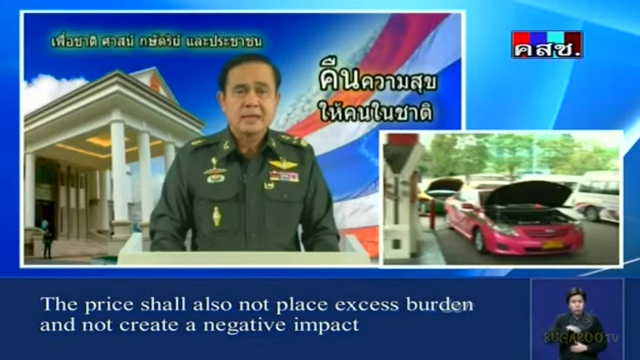 เพื่อชาติ ศาสน์ กษัตริย์ และประชาชน
คสช.
คืนความสุข
ให้คนในชาติ
The price shall also not place excess burden
and not create a negative impact
BUGABOO TV